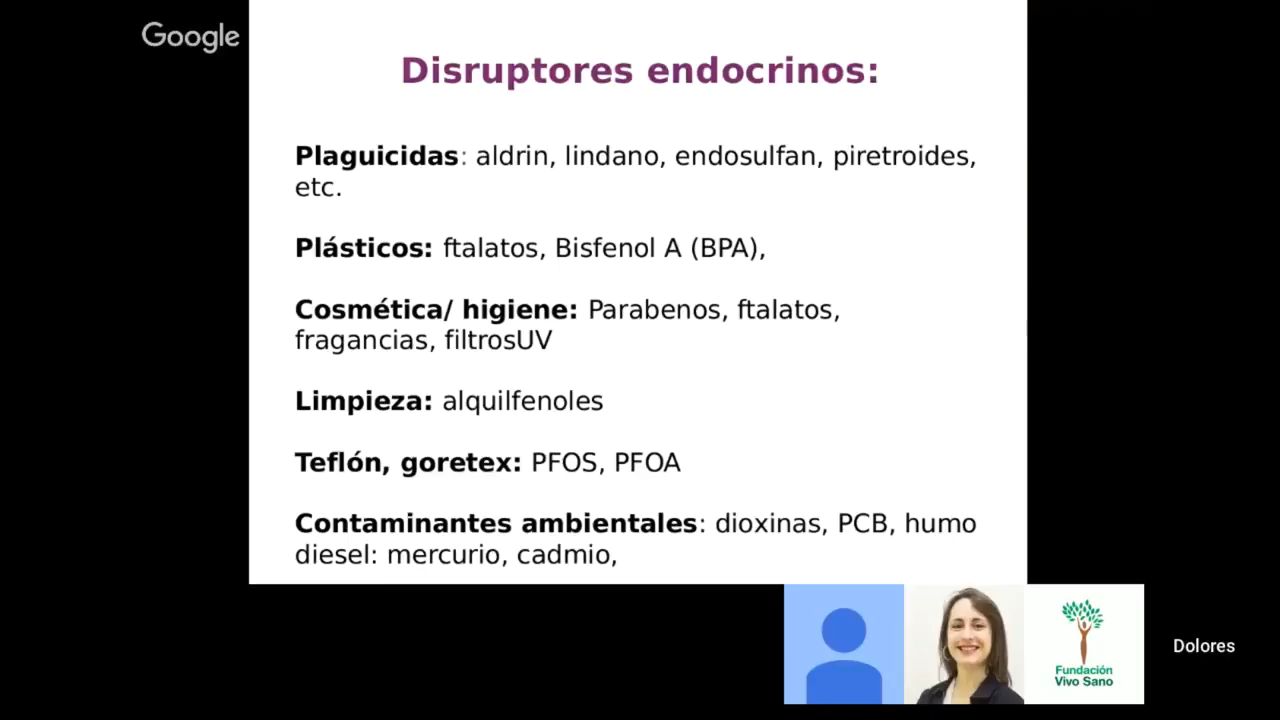 Google
Disruptores endocrinos:
Plaguicidas: aldrin, lindano, endosulfan, piretroides,
etc.
Plásticos: ftalatos, Bisfenol A (BPA),
Cosmética/ higiene: Parabenos, ftalatos,
fragancias, filtrosUV
Limpieza: alquilfenoles
Teflón, goretex: PFOS, PFOA
Contaminantes ambientales: dioxinas, PCB, humo
diesel: mercurio, cadmio,
Fundación
Vivo Sano
Dolores